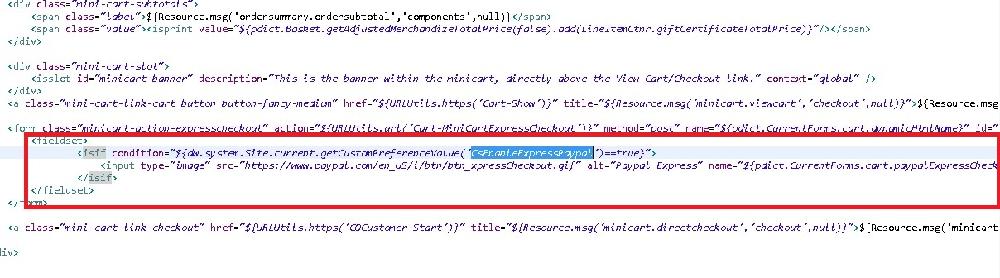 <div class="mini-cart-subtotals">
<span class="label">${Resource.msg('ordersummary.ordersubtotal','components',null)}</span>
<span class="value"><isprint value="${pdict.Basket.getAdjustedMerchandizeTotalPrice(false).add(LineItemCtnr.giftCertificateTotalPrice)}"/></span>
</div>
<div class="mini-cart-slot">
<isslot id="minicart-banner" description="This is the banner within the minicart, directly above the View Cart/Checkout link." context="global" />
</div>
<a class="mini-cart-link-cart button button-fancy-medium" href="${URLUtils.https('Cart-Show')}" title="${Resource.msg('minicart.viewcart','checkout',null)}">${Resource.msg
<form class="minicart-action-expresscheckout" action="${URLUtils.url('Cart-MiniCartExpressCheckout')}" method="post" name="${pdict.CurrentForms.cart.dynamicHtmlName}" id="
<fieldset>
<isif condition="${dw.system.Site.current.getCustomPreferenceValue('CsEnableExpressPaypal')==true}">
<input type="image" src="https://www.paypal.com/en_US/i/btn/btn_xpressCheckout.gif" alt="Paypal Express" name="${pdict.CurrentForms.cart.paypalExpressCheck
</isif>
</fieldset>
</form>
<a class="mini-cart-link-checkout" href="${URLUtils.https('COCustomer-Start')}" title="${Resource.msg('minicart.directcheckout','checkout',null)}">${Resource.msg('minicart
div>